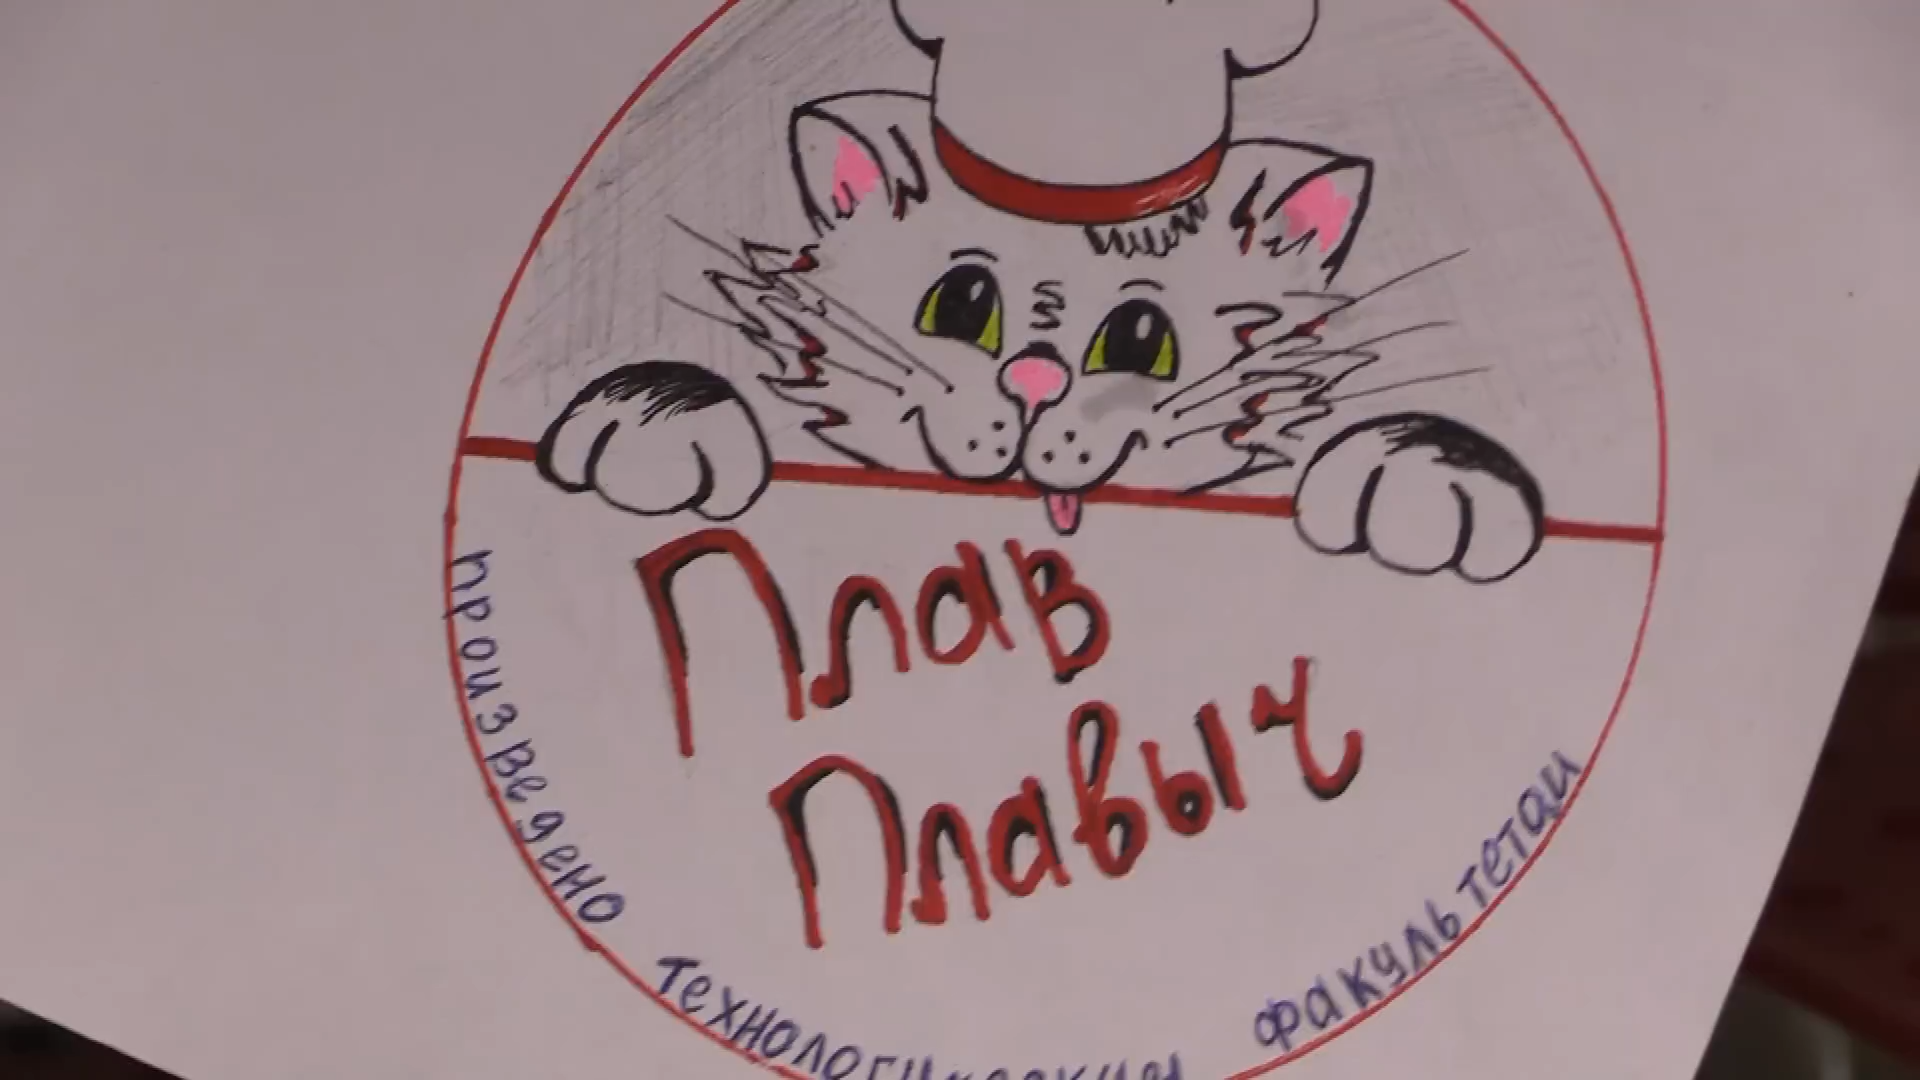 Плав
Плавыч
произведено технологическим факультетом